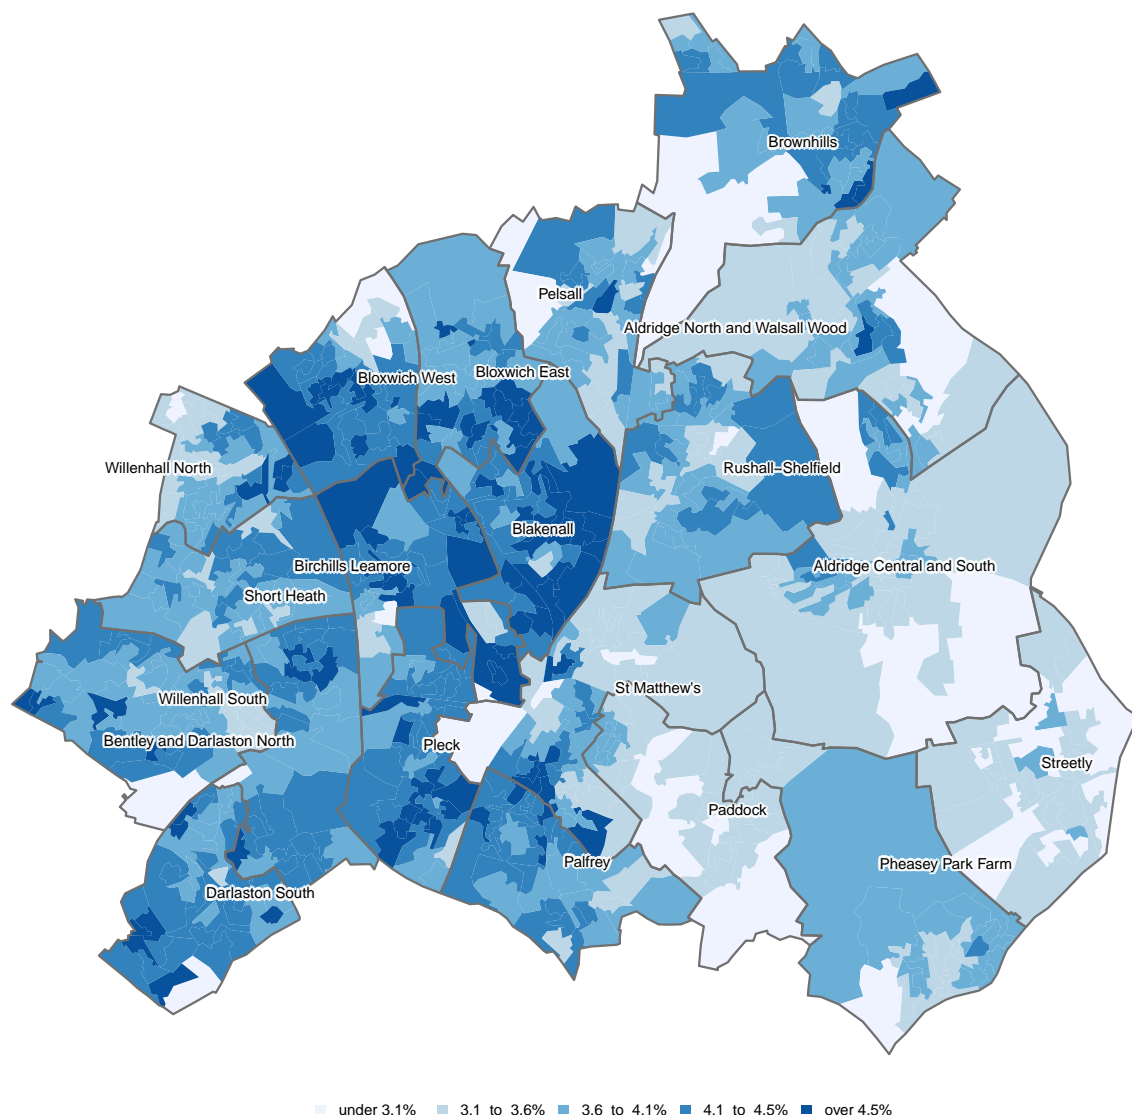 Brownhills
Pelsall
Aldridge North and Walsall Wood
Bloxwich East
Bloxwich West
Willenhall North
Rushall–Shelfield
Blakenall
Birchills Leamore
Aldridge Central and South
Short Heath
St Matthew's
Willenhall South
Bentley and Darlaston North
Pleck
Streetly
Paddock
Palfrey
Pheasey Park Farm
Darlaston South
under 3.1% 3.1 to 3.6% 3.6 to 4.1% 4.1 to 4.5% over 4.5%